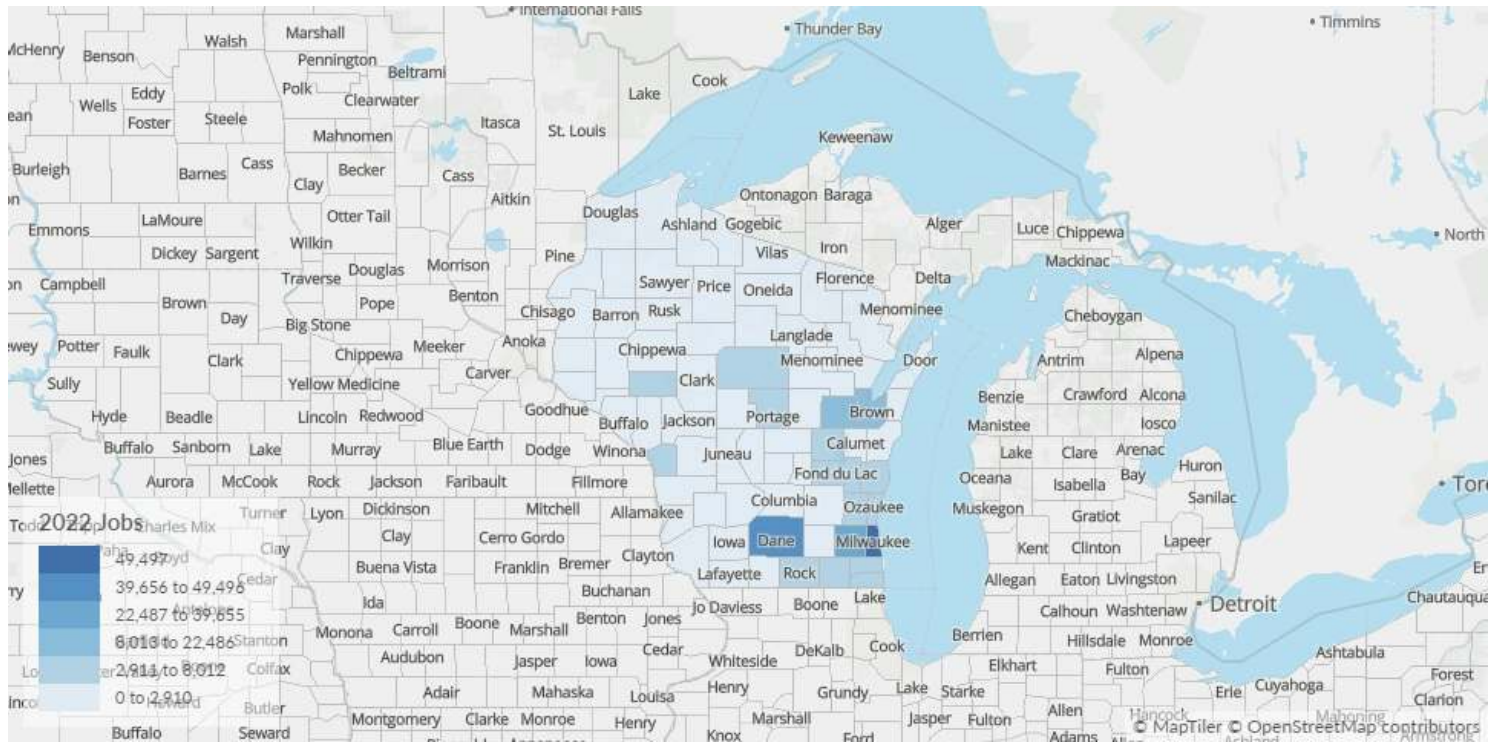 International Falls
Thunder Bay
Timmins
McHenry
Benson
Walsh
Marshall
Pennington
Beltrami
Polk
Clearwater
Lake
Cook
Eddy
Wells
Foster
Steele
Itasca
St. Louis
Mahnomen
Keweenaw
Burleigh
Barnes
Cass
Clay
Becker
Cass
Aitkin
Ontonagon
Baraga
Douglas
Ashland
Gogebic
Alger
Luce
Chippewa
Emmons
LaMoure
Otter Tail
Wilkin
Dickey
Sargent
Pine
Vilas
Iron
North
Mackinac
Campbell
Traverse
Douglas
Morrison
Sawyer
Price
Oneida
Florence
Delta
Brown
Day
Pope
Benton
Chisago
Barron
Rusk
Menominee
Cheboygan
Big Stone
Anoka
Langlade
Potter
Faulk
Clark
Chippewa
Meeker
Chippewa
Menominee
Door
Antrim
Alpena
Sully
Yellow Medicine
Carver
Clark
Crawford
Alcona
Benzie
Hyde
Beadle
Lincoln
Redwood
Goodhue
Buffalo
Jackson
Portage
Brown
Manistee
Iosco
Buffalo
Sanborn
Lake
Murray
Blue Earth
Dodge
Winona
Juneau
Calumet
Lake
Clare
Arenac
Jones
Mellette
Aurora
McCook
Rock
Jackson
Faribault
Fillmore
Fond du Lac
Oceana
Isabella
Bay
Huron
Sanilac
Turner
Lyon
Dickinson
Mitchell
Allamakee
Columbia
Ozaukee
Muskegon
Gratiot
2022 Jobs
Charles Mix
Clay
Clay
Cerro Gordo
Iowa
Dane
Milwaukee
Kent
Clinton
Lapeer
49,497
Cedar
Buena Vista
Franklin
Bremer
Clayton
Lafayette
Rock
Allegan
Eaton
Livingston
39,656 to 49,496
Antelope
Ida
Buchanan
Jo Daviess
Boone
Lake
Calhoun
Washtenaw
Detroit
Chautauqua
22,487 to 39,655
Stanton
Monona
Carroll
Boone
Marshall
Benton
Jones
Berrien
Hillsdale
Monroe
8,013 to 22,486
Colfax
Audubon
Jasper
Iowa
Cedar
Whiteside
DeKalb
Cook
Elkhart
Fulton
Ashtabula
2,911 to 8,012
Butler
Adair
Mahaska
Louisa
Henry
Grundy
Lake
Starke
Erie
Cuyahoga
Forest
Clarion
0 to 2,910
Howard
Buffalo
Seward
Montgomery
Clarke
Monroe
Henry
Knox
Marshall
Ford
Jasper
Fulton
Allen
Adams
Hancock
Mahoning
© MapTiler © OpenStreetMap contributors